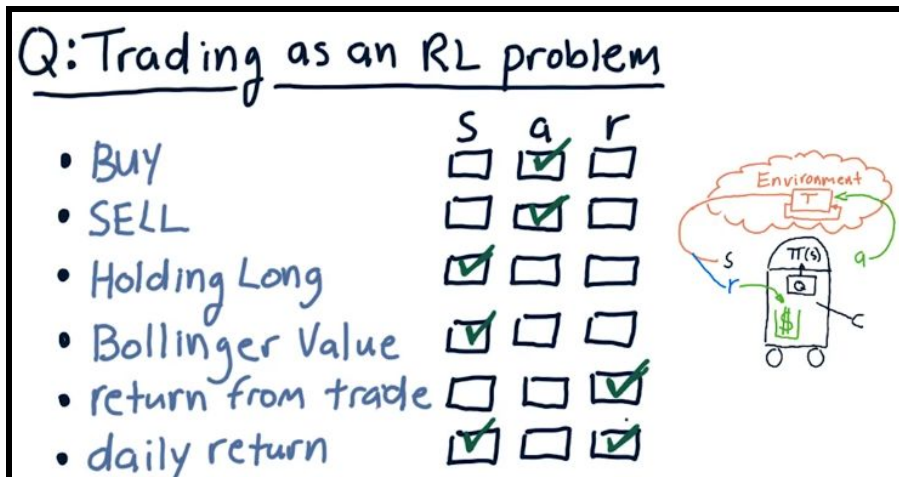 Q: Trading as an RL problem
S a r
• BUY
• SELL
• Holding Long
• Bollinger Value
• return from trade
• daily return
Environment
T
S
r
a
π(s)
Q
$